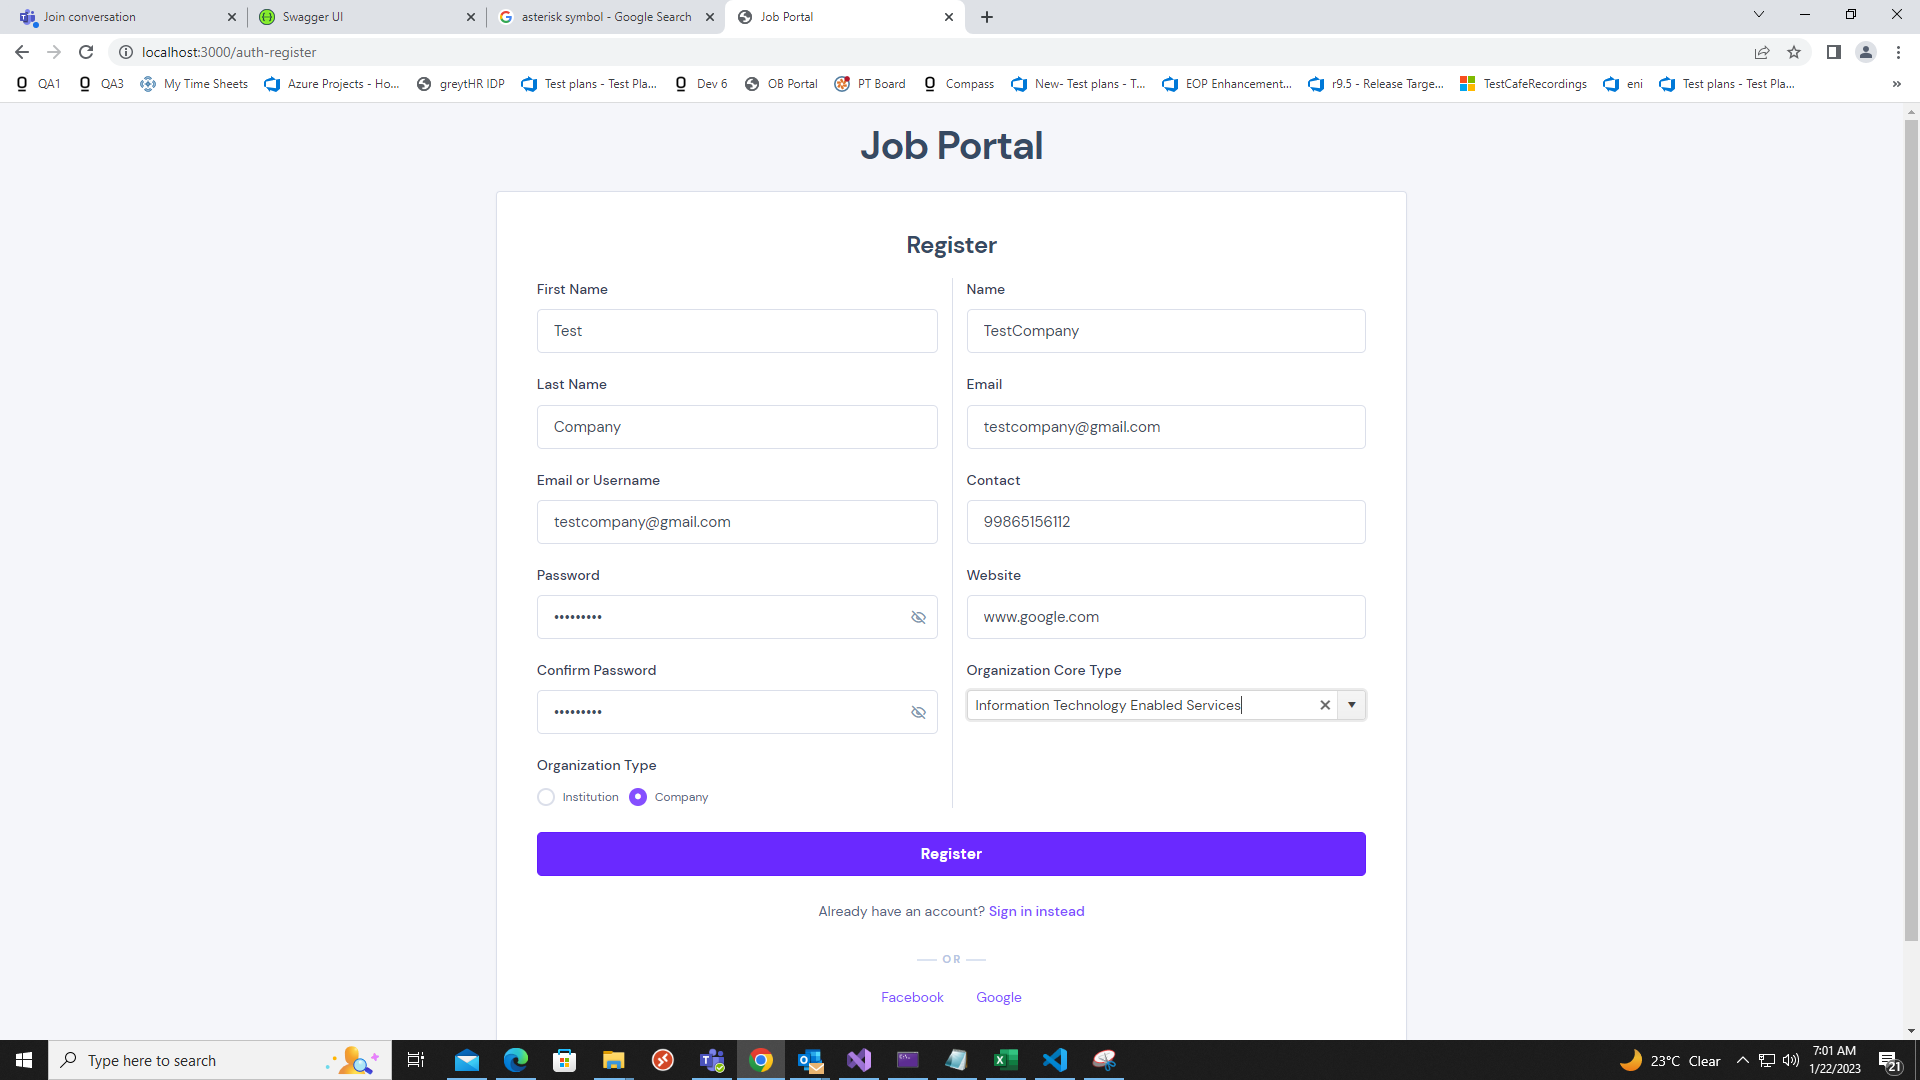 Join conversation
Swagger UI
asterisk symbol - Google Search
Job Portal
localhost:3000/auth-register
QA1
QA3
My Time Sheets
Azure Projects - Ho...
greytHR IDP
Test plans - Test Pla...
Dev 6
OB Portal
PT Board
Compass
New- Test plans - T...
EOP Enhancement...
r9.5 - Release Targe...
TestCafeRecordings
eni
Test plans - Test Pla...
»
Job Portal
Register
First Name
Test
Last Name
Company
Email or Username
testcompany@gmail.com
Password
•••••••••
Confirm Password
•••••••••
Organization Type
Institution
Company
Name
TestCompany
Email
testcompany@gmail.com
Contact
99865156112
Website
www.google.com
Organization Core Type
Information Technology Enabled Services
Register
Already have an account? Sign in instead
OR
Facebook
Google
Type here to search
23°C Clear
7:01 AM
1/22/2023
21